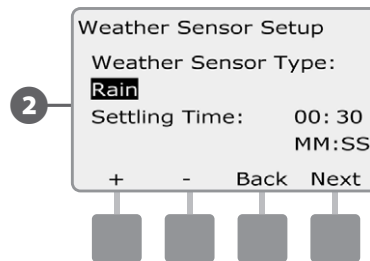 Weather Sensor Setup
Weather Sensor Type:
Rain
2
Settling Time: 00: 30
MM:SS
+ - Back Next